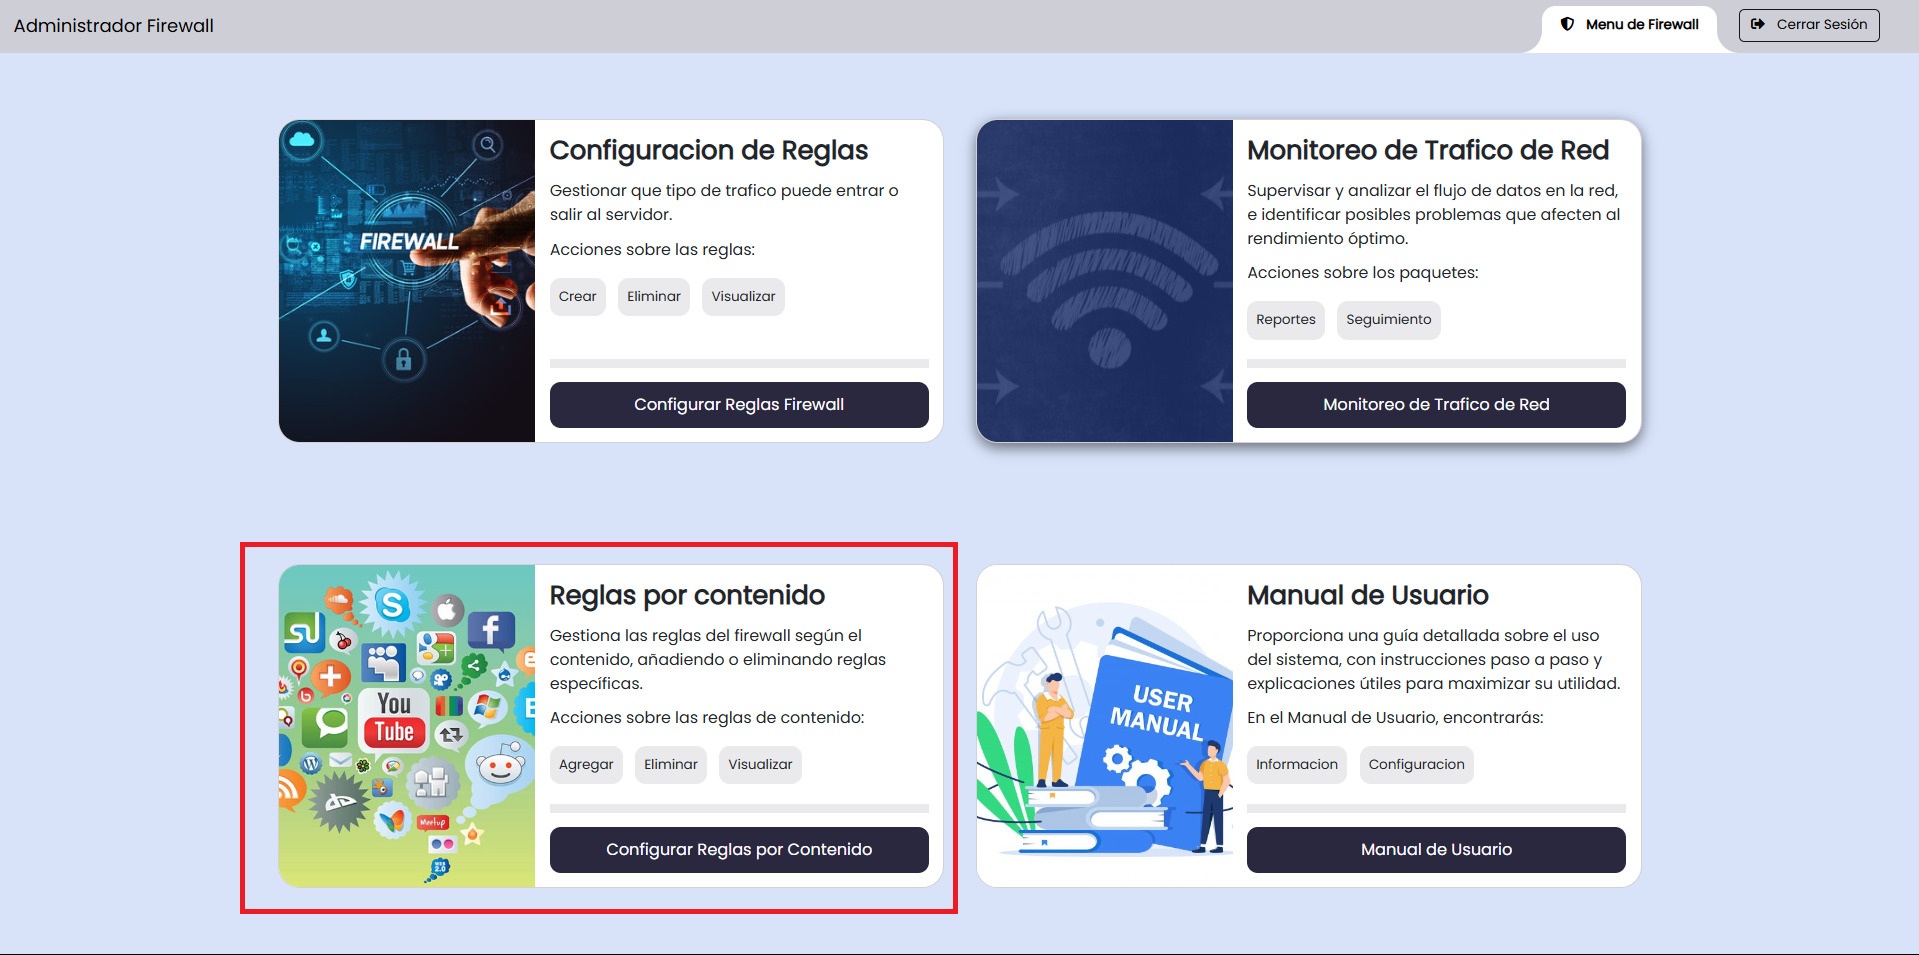 Administrador Firewall
Menu de Firewall
Cerrar Sesión
FIREWALL
Configuracion de Reglas
Gestionar que tipo de trafico puede entrar o
salir al servidor.
Acciones sobre las reglas:
Crear
Eliminar
Visualizar
Configurar Reglas Firewall
Monitoreo de Trafico de Red
Supervisar y analizar el flujo de datos en la red,
e identificar posibles problemas que afecten al
rendimiento óptimo.
Acciones sobre los paquetes:
Reportes
Seguimiento
Monitoreo de Trafico de Red
You
Tube
Meetup
WEB
2.0
Reglas por contenido
Gestiona las reglas del firewall según el
contenido, añadiendo o eliminando reglas
específicas.
Acciones sobre las reglas de contenido:
Agregar
Eliminar
Visualizar
Configurar Reglas por Contenido
USER
MANUAL
Manual de Usuario
Proporciona una guía detallada sobre el uso
del sistema, con instrucciones paso a paso y
explicaciones útiles para maximizar su utilidad.
En el Manual de Usuario, encontrarás:
Informacion
Configuracion
Manual de Usuario